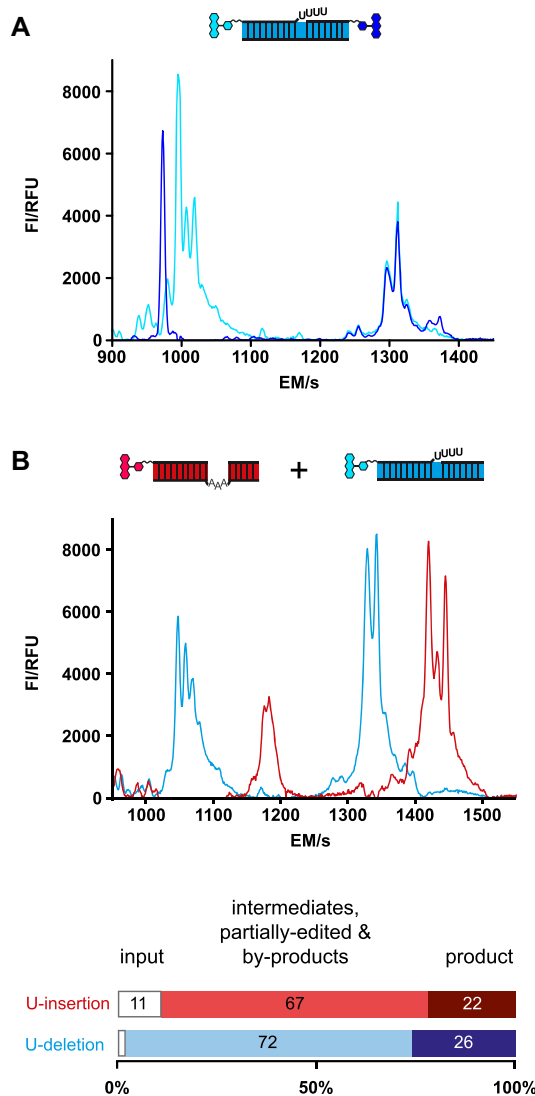 A
UUUU
8000
6000
4000
2000
0
FI/RFU
900 1000 1100 1200 1300 1400
EM/s
B
AAA + UUUU
8000
6000
4000
2000
0
FI/RFU
1000 1100 1200 1300 1400 1500
EM/s
intermediates,
partially-edited &
input by-products product
U-insertion 11 67 22
U-deletion 72 26
0% 50% 100%